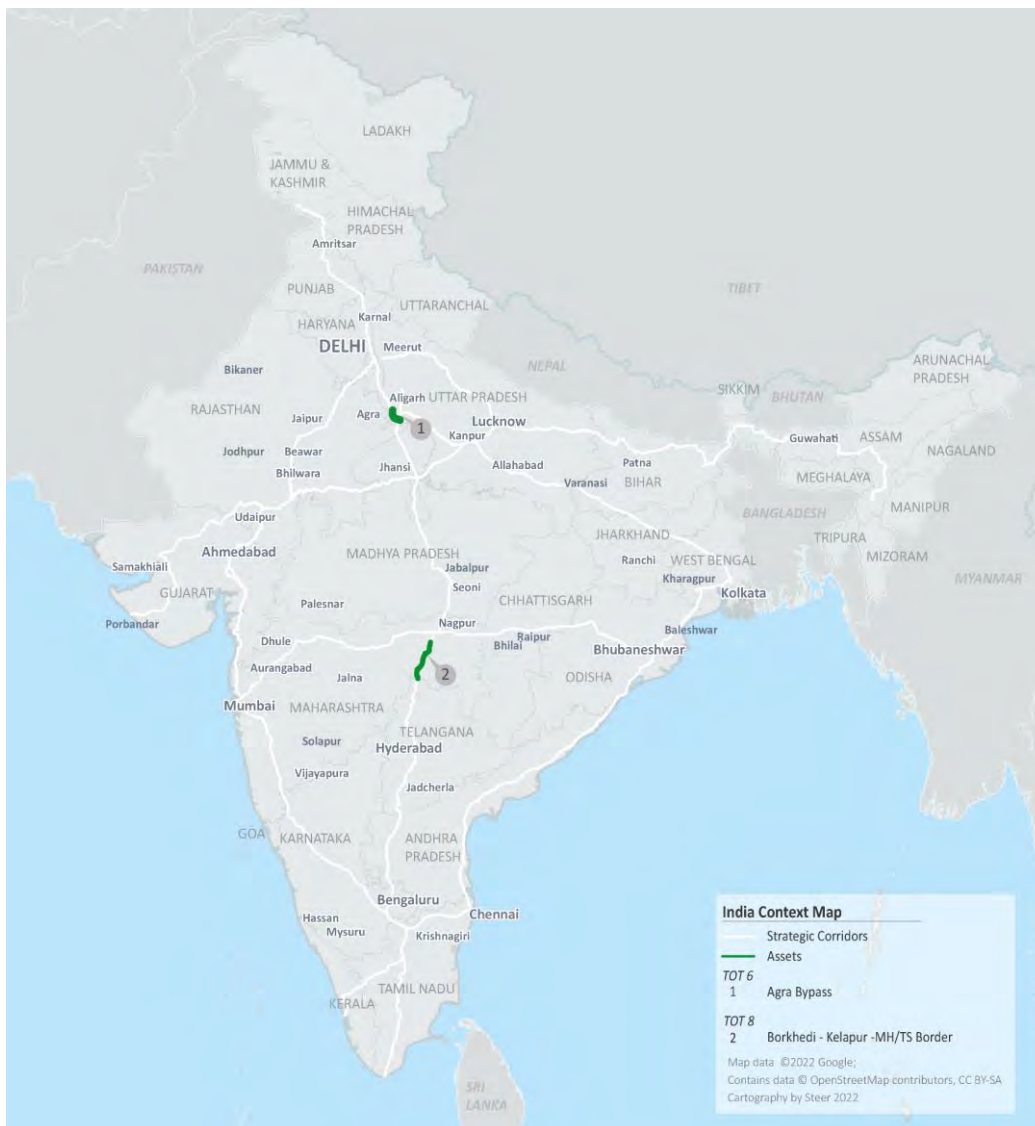 LADAKH
JAMMU &
KASHMIR
HIMACHAL
PRADESH
Amritsar
PAKISTAN
PUNJAB
TIBET
UTTARANCHAL
HARYANA
Karnal
DELHI
Meerut
ARUNACHAL
PRADESH
NEPAL
Bikaner
SIKKIM
BHUTAN
Aligarh
UTTAR PRADESH
RAJASTHAN
Jaipur
Agra
1
Lucknow
Kanpur
Guwahati
ASSAM
NAGALAND
Jodhpur
Beawar
Bhilwara
Jhansi
Allahabad
Patna
MEGHALAYA
Varanasi
BIHAR
MANIPUR
BANGLADESH
Udaipur
JHARKHAND
TRIPURA
Ahmedabad
MADHYA PRADESH
Ranchi
WEST BENGAL
MIZORAM
Samakhiali
Jabalpur
Kharagpur
MYANMAR
GUJARAT
Seoni
Kolkata
Palesnar
CHHATTISGARH
Porbandar
Nagpur
Baleshwar
Dhule
Raipur
Bhilai
Bhubaneshwar
Aurangabad
Jalna
2
ODISHA
Mumbai
MAHARASHTRA
TELANGANA
Solapur
Hyderabad
Vijayapura
Jadcherla
GOA
KARNATAKA
ANDHRA
PRADESH
Bengaluru
Hassan
Chennai
Mysuru
Krishnagiri
TAMIL NADU
KERALA
SRI
LANKA
India Context Map
Strategic Corridors
Assets
TOT 6
1 Agra Bypass
TOT 8
2 Borkhedi - Kelapur -MH/TS Border
Map data ©2022 Google;
Contains data © OpenStreetMap contributors, CC BY-SA
Cartography by Steer 2022